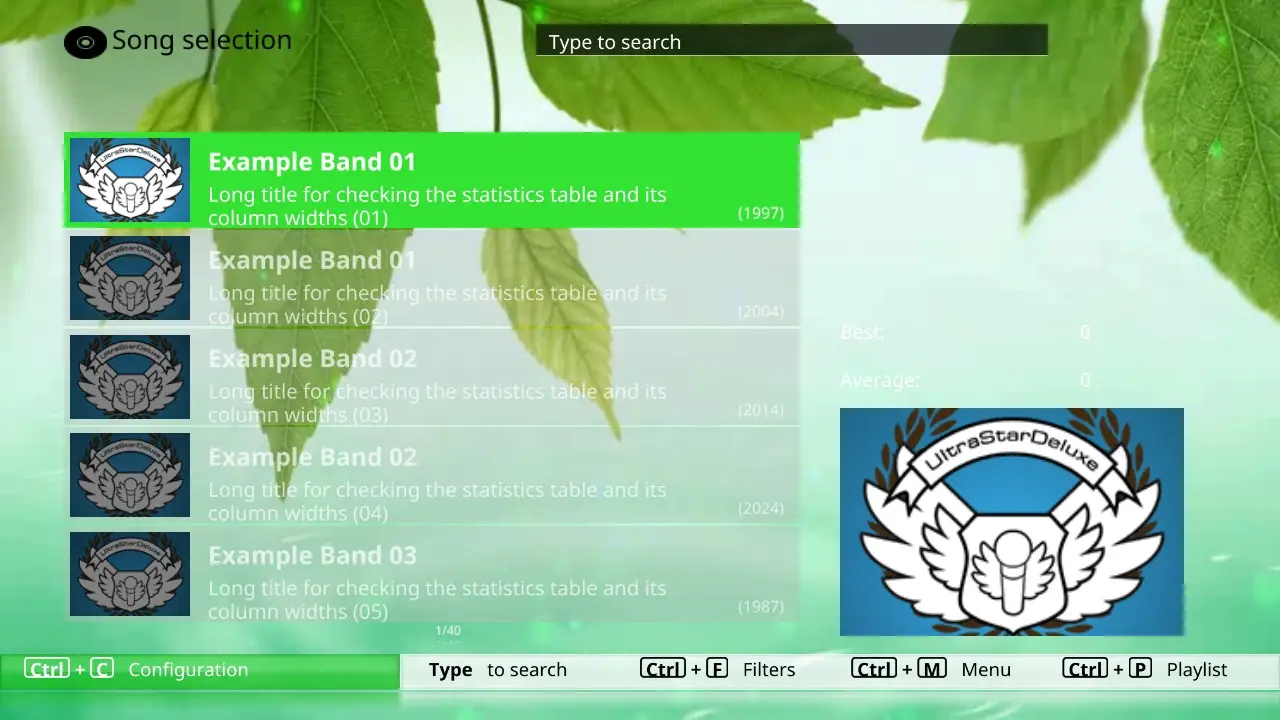 Song selection
Type to search
UltraStarDeluxe
Example Band 01
Long title for checking the statistics table and its
column widths (01)
(1997)
UltraStarDeluxe
Example Band 01
Long title for checking the statistics table and its
column widths (02)
(2004)
UltraStarDeluxe
Example Band 02
Long title for checking the statistics table and its
column widths (03)
(2014)
UltraStarDeluxe
Example Band 02
Long title for checking the statistics table and its
column widths (04)
(2024)
UltraStarDeluxe
Example Band 03
Long title for checking the statistics table and its
column widths (05)
(1987)
1/40
Best: 0
Average: 0
UltraStarDeluxe
Ctrl + C Configuration
Type to search
Ctrl + F Filters
Ctrl + M Menu
Ctrl + P Playlist